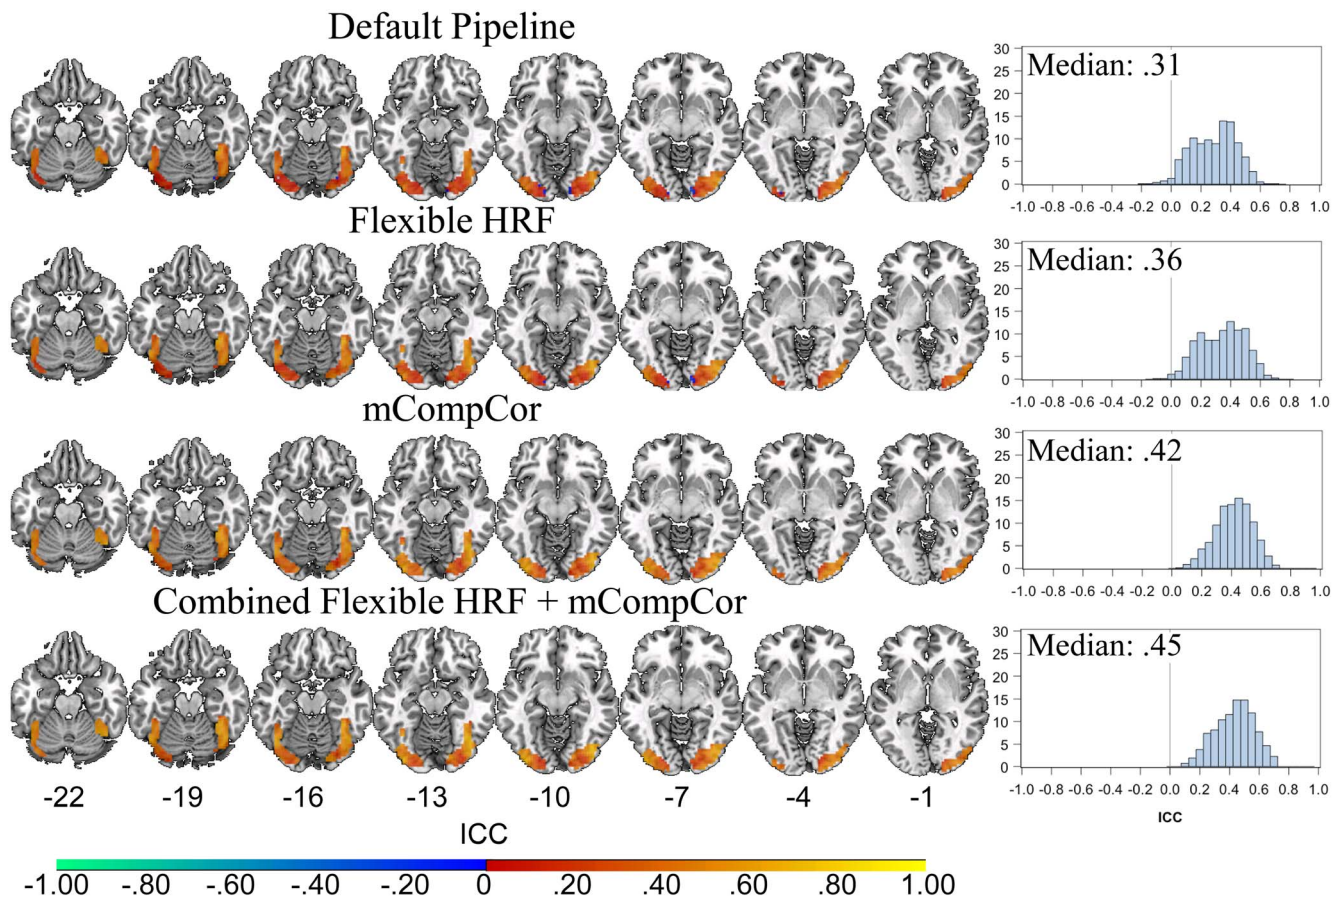 Default Pipeline
Median: .31
30
25
20
15
10
5
0
-1.0 -0.8 -0.6 -0.4 -0.2 0.0 0.2 0.4 0.6 0.8 1.0
Flexible HRF
Median: .36
30
25
20
15
10
5
0
-1.0 -0.8 -0.6 -0.4 -0.2 0.0 0.2 0.4 0.6 0.8 1.0
mCompCor
Median: .42
30
25
20
15
10
5
0
-1.0 -0.8 -0.6 -0.4 -0.2 0.0 0.2 0.4 0.6 0.8 1.0
Combined Flexible HRF + mCompCor
Median: .45
30
25
20
15
10
5
0
-1.0 -0.8 -0.6 -0.4 -0.2 0.0 0.2 0.4 0.6 0.8 1.0
ICC
-22 -19 -16 -13 -10 -7 -4 -1
ICC
-1.00 -.80 -.60 -.40 -.20 0 .20 .40 .60 .80 1.00